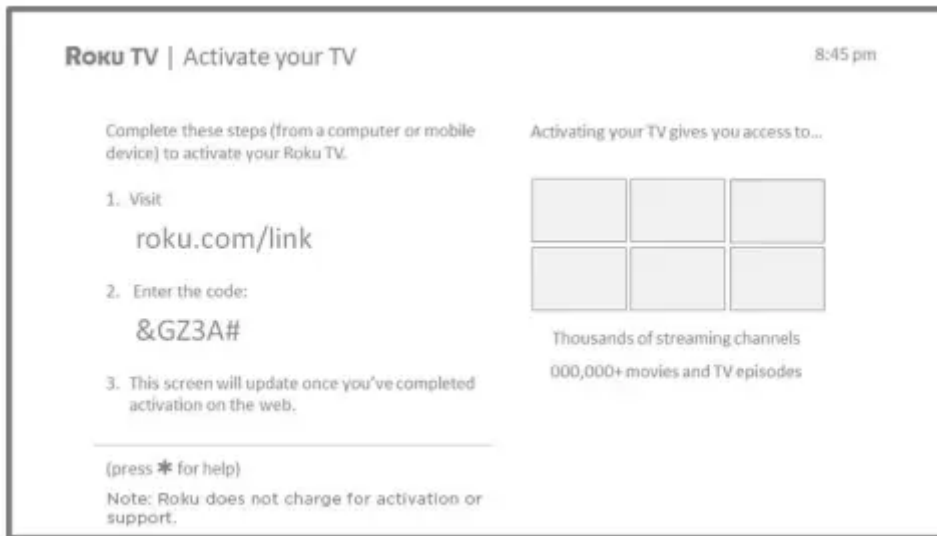 ROKU TV | Activate your TV
8:45 pm
Complete these steps (from a computer or mobile
device) to activate your Roku TV.
1. Visit
roku.com/link
2. Enter the code:
&GZ3A#
3. This screen will update once you've completed
activation on the web.
(press ✱ for help)
Note: Roku does not charge for activation or
support.
Activating your TV gives you access to...
Thousands of streaming channels
000,000+ movies and TV episodes